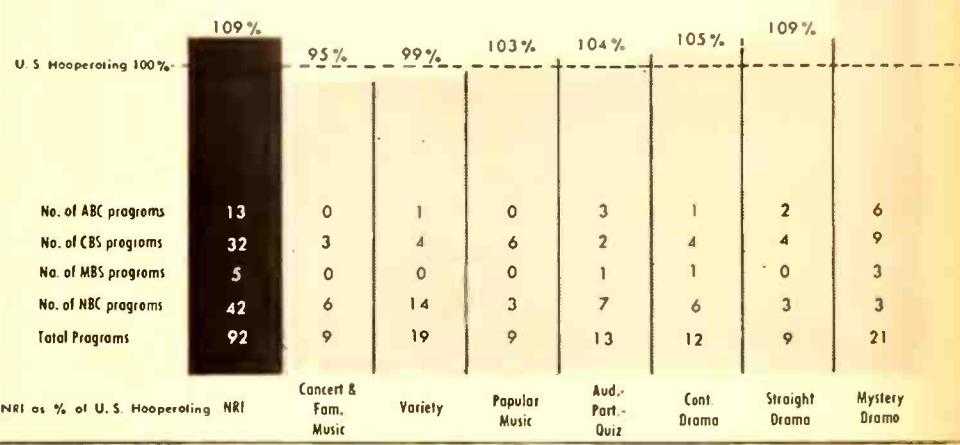 109%
95%
99%
103%
104%
105%
109%
U. S Hooperoting 100%
No. of ABC programs 13 0 1 0 3 1 2 6
No. of CBS programs 32 3 4 6 2 4 4 9
No. of MBS programs 5 0 0 0 1 1 0 3
No. of NBC programs 42 6 14 3 7 6 3 3
Total Programs 92 9 19 9 13 12 9 21
NRI as % of U. S. Hooperoting NRI
Concert &
Fam.
Music
Variety
Popular
Music
Aud.-
Part.-
Quiz
Cont.
Drama
Straight
Drama
Mystery
Drama